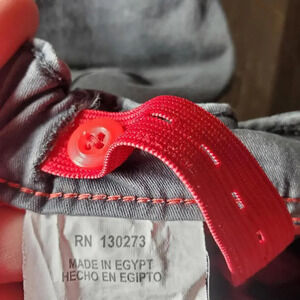 RN 130273
MADE IN EGYPT
HECHO EN EGIPTO